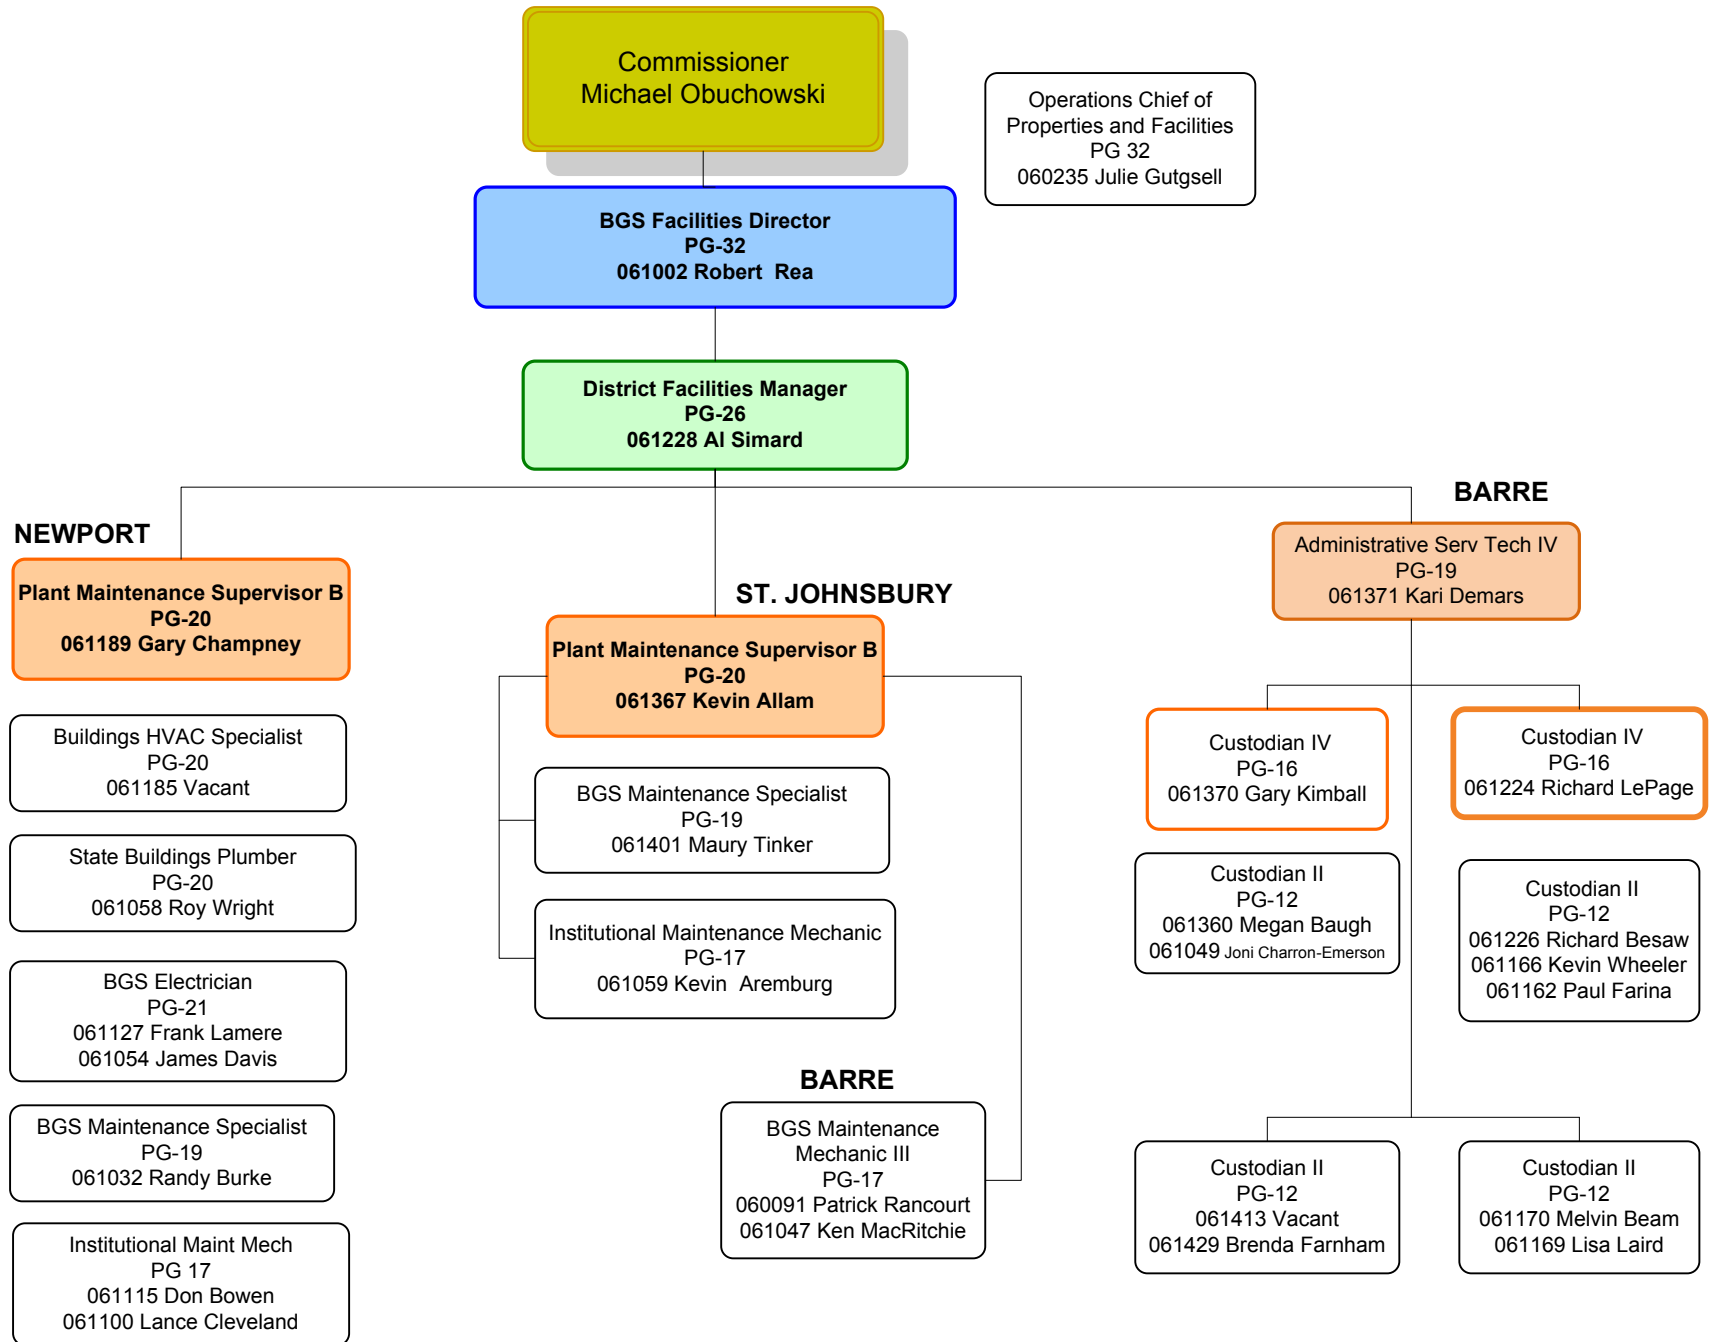 Commissioner
Michael Obuchowski
Operations Chief of
Properties and Facilities
PG 32
060235 Julie Gutgsell
BGS Facilities Director
PG-32
061002 Robert  Rea
District Facilities Manager
PG-26
061228 Al Simard
NEWPORT
Plant Maintenance Supervisor B
PG-20
061189 Gary Champney
Buildings HVAC Specialist
PG-20
061185 Vacant
State Buildings Plumber
PG-20
061058 Roy Wright
BGS Electrician
PG-21
061127 Frank Lamere
061054 James Davis
BGS Maintenance Specialist
PG-19
061032 Randy Burke
Institutional Maint Mech
PG 17
061115 Don Bowen
061100 Lance Cleveland
ST. JOHNSBURY
Plant Maintenance Supervisor B
PG-20
061367 Kevin Allam
BGS Maintenance Specialist
PG-19
061401 Maury Tinker
Institutional Maintenance Mechanic
PG-17
061059 Kevin  Aremburg
BARRE
BGS Maintenance
Mechanic III
PG-17
060091 Patrick Rancourt
061047 Ken MacRitchie
BARRE
Administrative Serv Tech IV
PG-19
061371 Kari Demars
Custodian IV
PG-16
061370 Gary Kimball
Custodian IV
PG-16
061224 Richard LePage
Custodian II
PG-12
061360 Megan Baugh
061049 Joni Charron-Emerson
Custodian II
PG-12
061226 Richard Besaw
061166 Kevin Wheeler
061162 Paul Farina
Custodian II
PG-12
061413 Vacant
061429 Brenda Farnham
Custodian II
PG-12
061170 Melvin Beam
061169 Lisa Laird